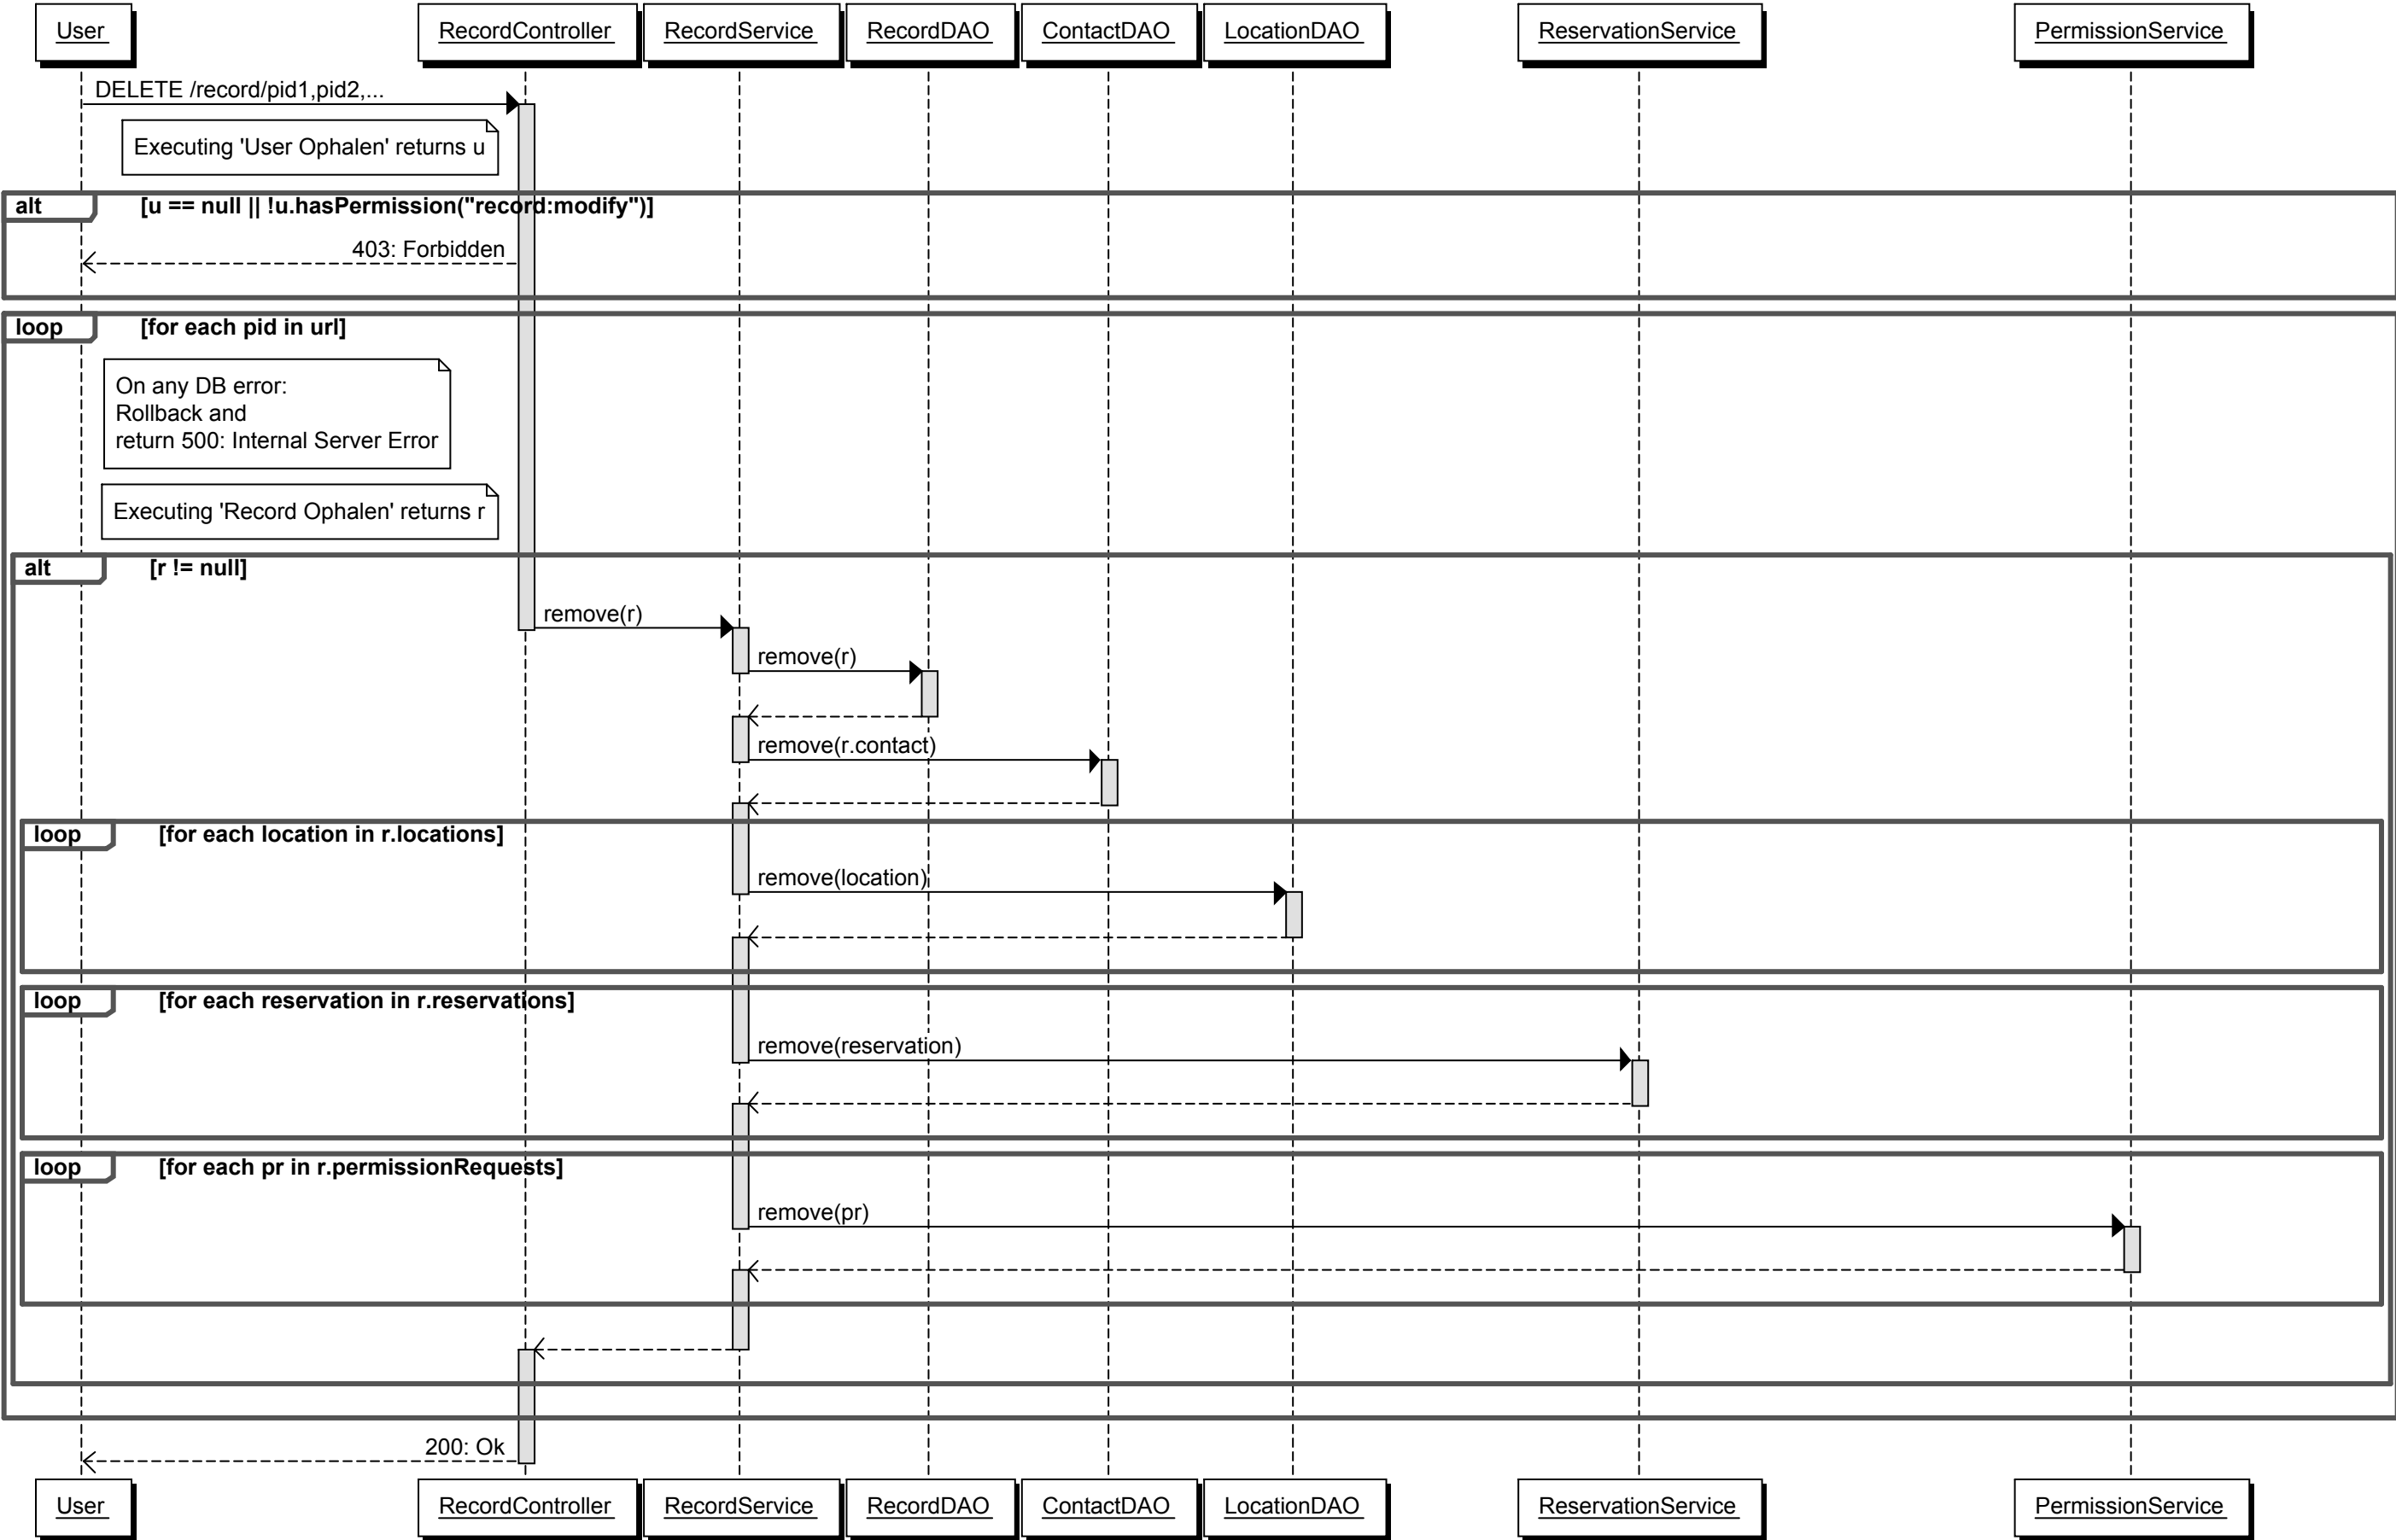 User
RecordController
RecordService
RecordDAO
ContactDAO
LocationDAO
ReservationService
PermissionService
DELETE /record/pid1,pid2,...
Executing 'User Ophalen' returns u
alt
[u == null || !u.hasPermission("record:modify")]
403: Forbidden
loop
[for each pid in url]
On any DB error:
Rollback and
return 500: Internal Server Error
Executing 'Record Ophalen' returns r
alt
[r != null]
remove(r)
remove(r)
remove(r.contact)
loop
[for each location in r.locations]
remove(location)
loop
[for each reservation in r.reservations]
remove(reservation)
loop
[for each pr in r.permissionRequests]
remove(pr)
200: Ok
User
RecordController
RecordService
RecordDAO
ContactDAO
LocationDAO
ReservationService
PermissionService